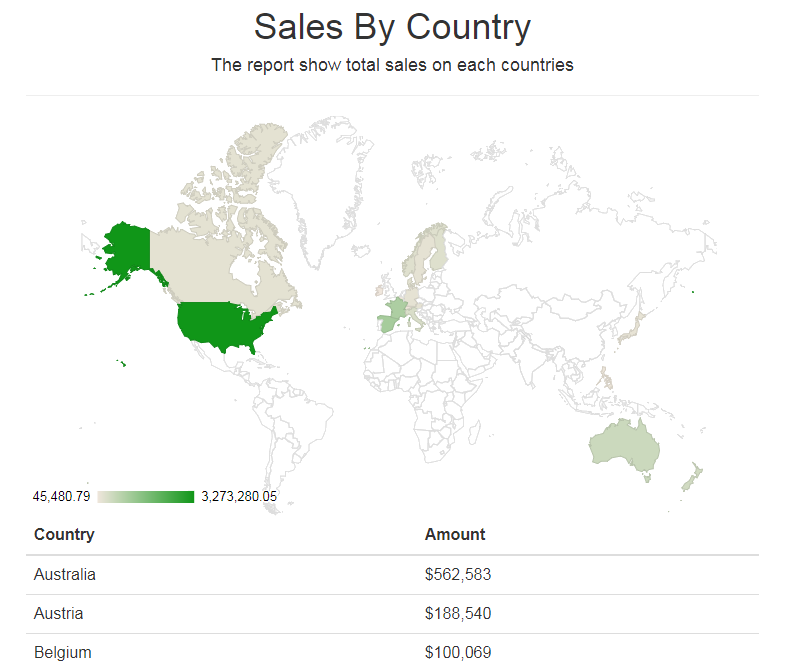 Sales By Country
The report show total sales on each countries
45,480.79 3,273,280.05
Country Amount
Australia $562,583
Austria $188,540
Belgium $100,069